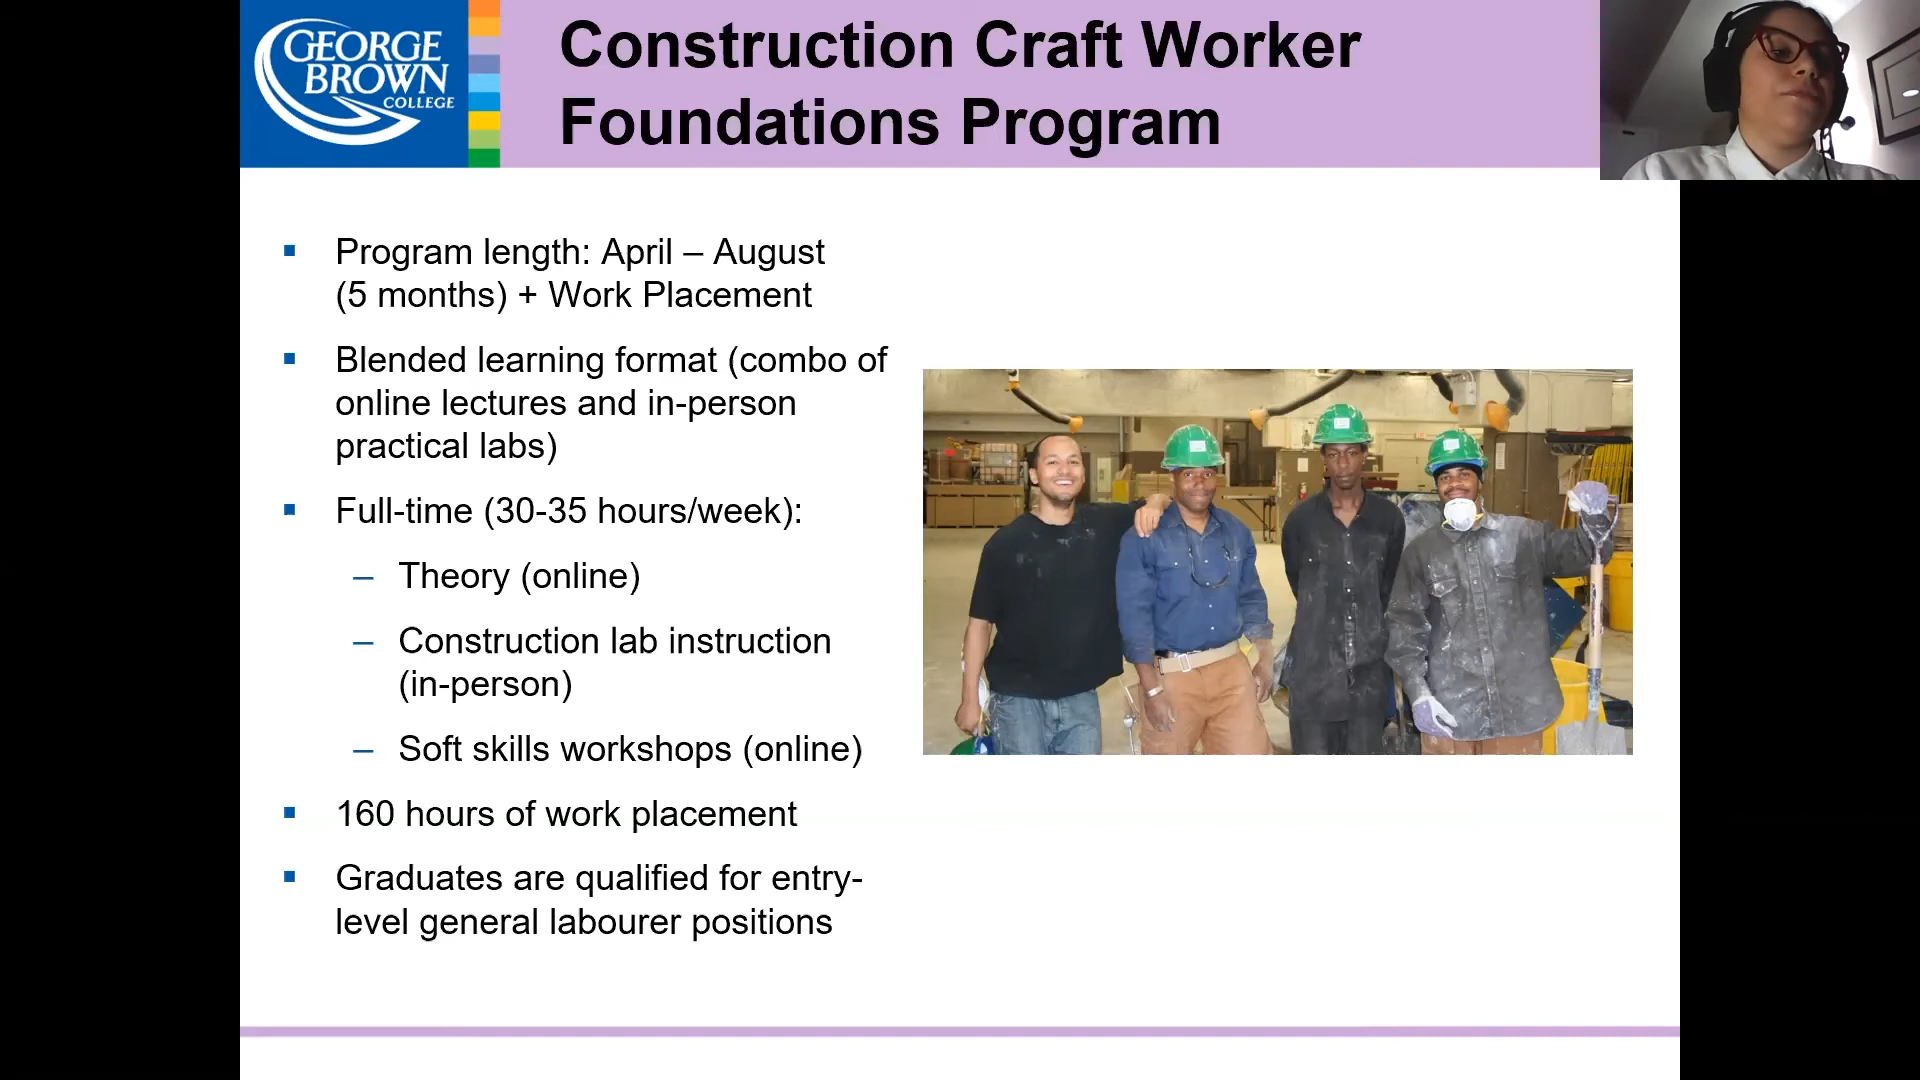 GEORGE
BROWN
COLLEGE
Construction Craft Worker
Foundations Program
▪ Program length: April – August
(5 months) + Work Placement
▪ Blended learning format (combo of
online lectures and in-person
practical labs)
▪ Full-time (30-35 hours/week):
– Theory (online)
– Construction lab instruction
(in-person)
– Soft skills workshops (online)
▪ 160 hours of work placement
▪ Graduates are qualified for entry-
level general labourer positions